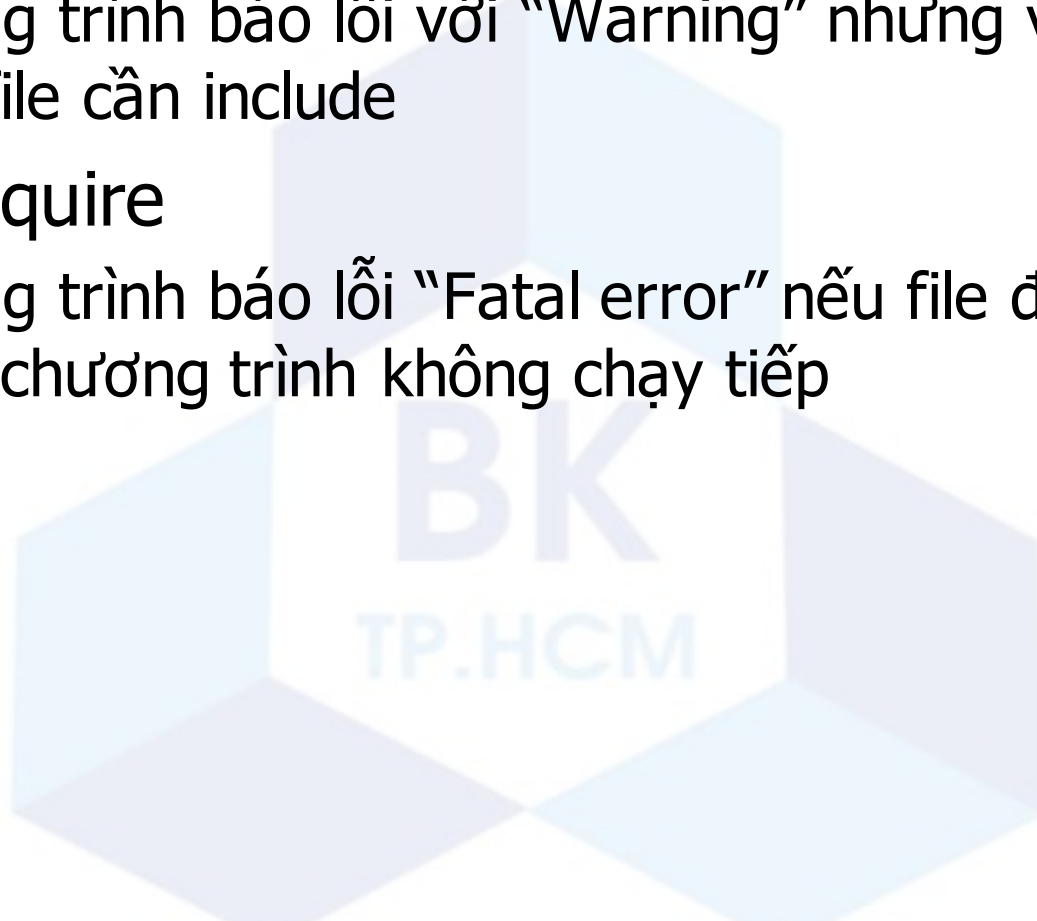 g trình báo lỗi với “Warning” nhưng
ile cần include
quire
g trình báo lỗi “Fatal error” nếu file đ
chương trình không chạy tiếp
BK
TP.HCM